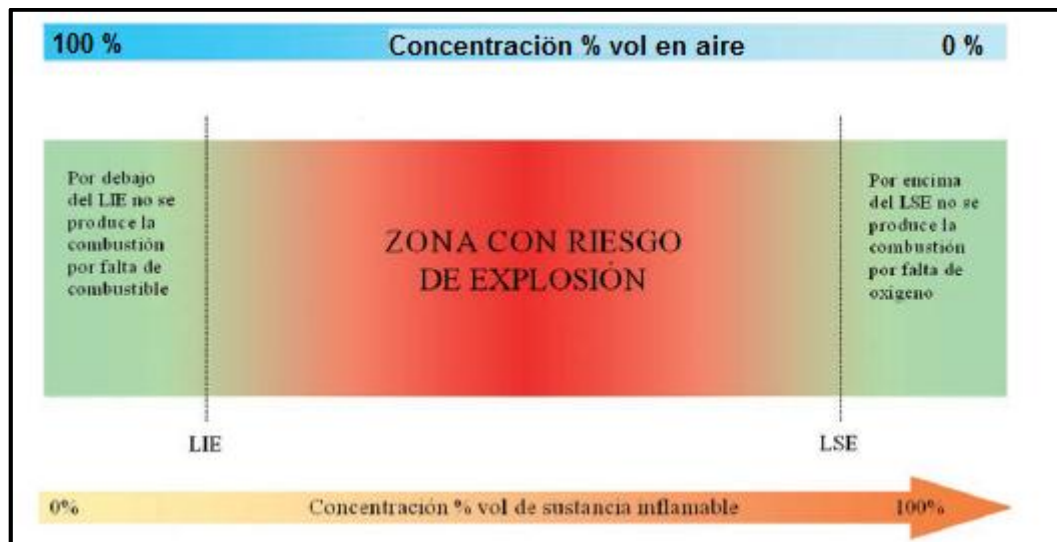 100 % Concentraciön % vol en aire 0 %
Por debajo
del LIE no se
produce la
combustión
por falta de
combustible
ZONA CON RIESGO
DE EXPLOSIÓN
Por encima
del LSE no se
produce la
combustión
por falta de
oxigeno
LIE
LSE
0% Concentración % vol de sustancia inflamable 100%